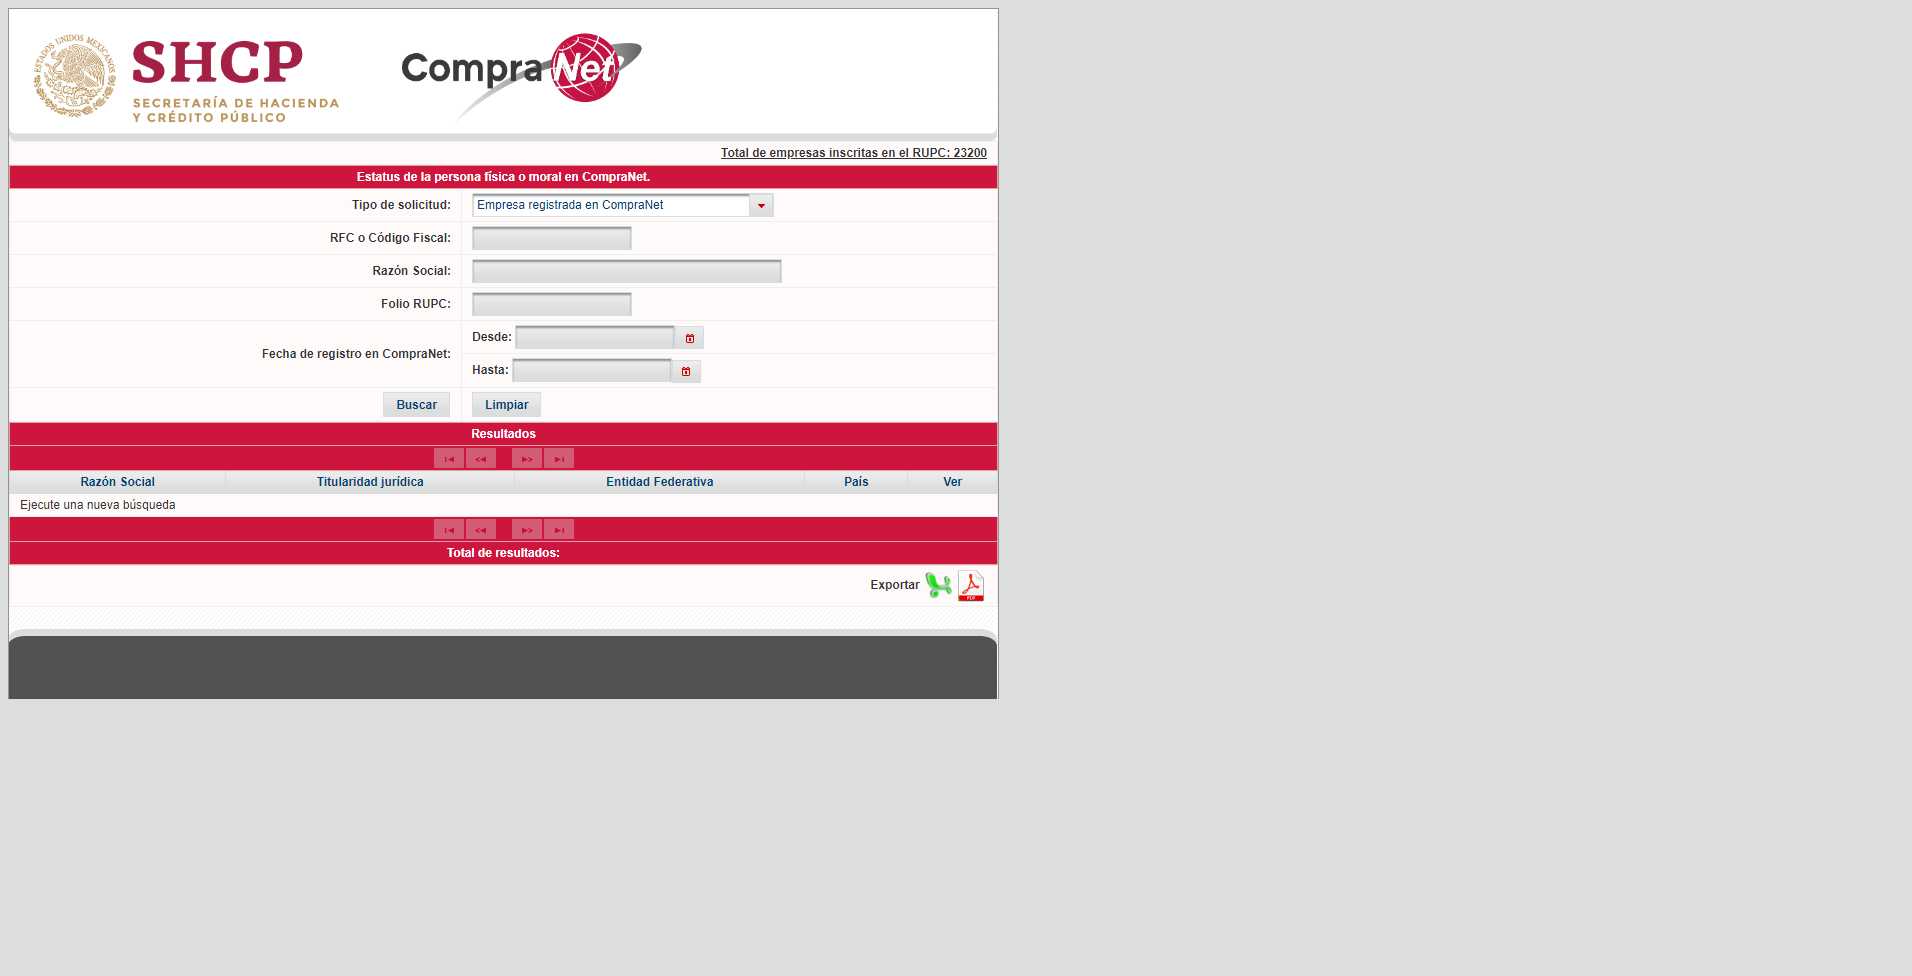 ESTADOS UNIDOS MEXICANOS
SHCP
SECRETARÍA DE HACIENDA
Y CRÉDITO PÚBLICO
CompraNet
Total de empresas inscritas en el RUPC: 23200
Estatus de la persona física o moral en CompraNet.
Tipo de solicitud: Empresa registrada en CompraNet
RFC o Código Fiscal:
Razón Social:
Folio RUPC:
Fecha de registro en CompraNet:
Desde:
Hasta:
Buscar Limpiar
Resultados
Razón Social Titularidad jurídica Entidad Federativa País Ver
Ejecute una nueva búsqueda
Total de resultados:
Exportar
PDF